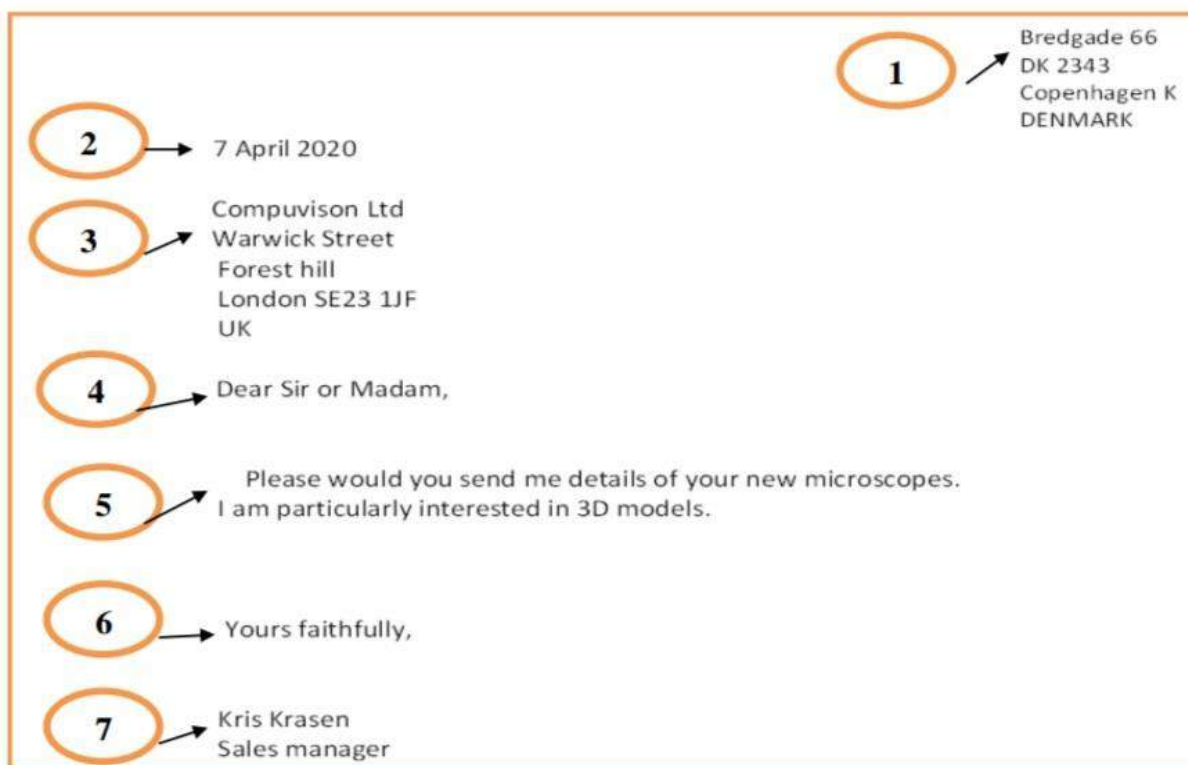 1
Bredgade 66
DK 2343
Copenhagen K
DENMARK
2
7 April 2020
3
Compuvison Ltd
Warwick Street
Forest hill
London SE23 1JF
UK
4
Dear Sir or Madam,
5
Please would you send me details of your new microscopes.
I am particularly interested in 3D models.
6
Yours faithfully,
7
Kris Krasen
Sales manager